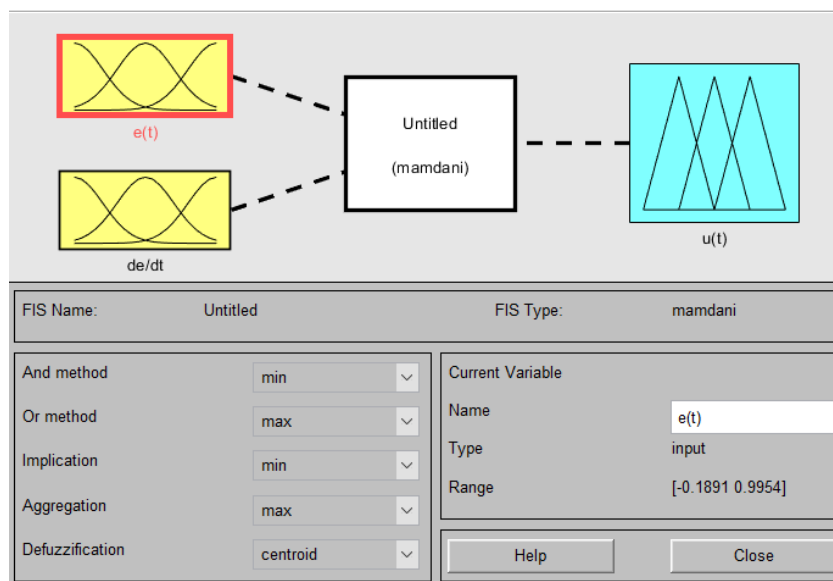 e(t)
Untitled
(mamdani)
de/dt
u(t)
FIS Name: Untitled FIS Type: mamdani
And method min
Or method max
Implication min
Aggregation max
Defuzzification centroid
Current Variable
Name e(t)
Type input
Range [-0.1891 0.9954]
Help Close